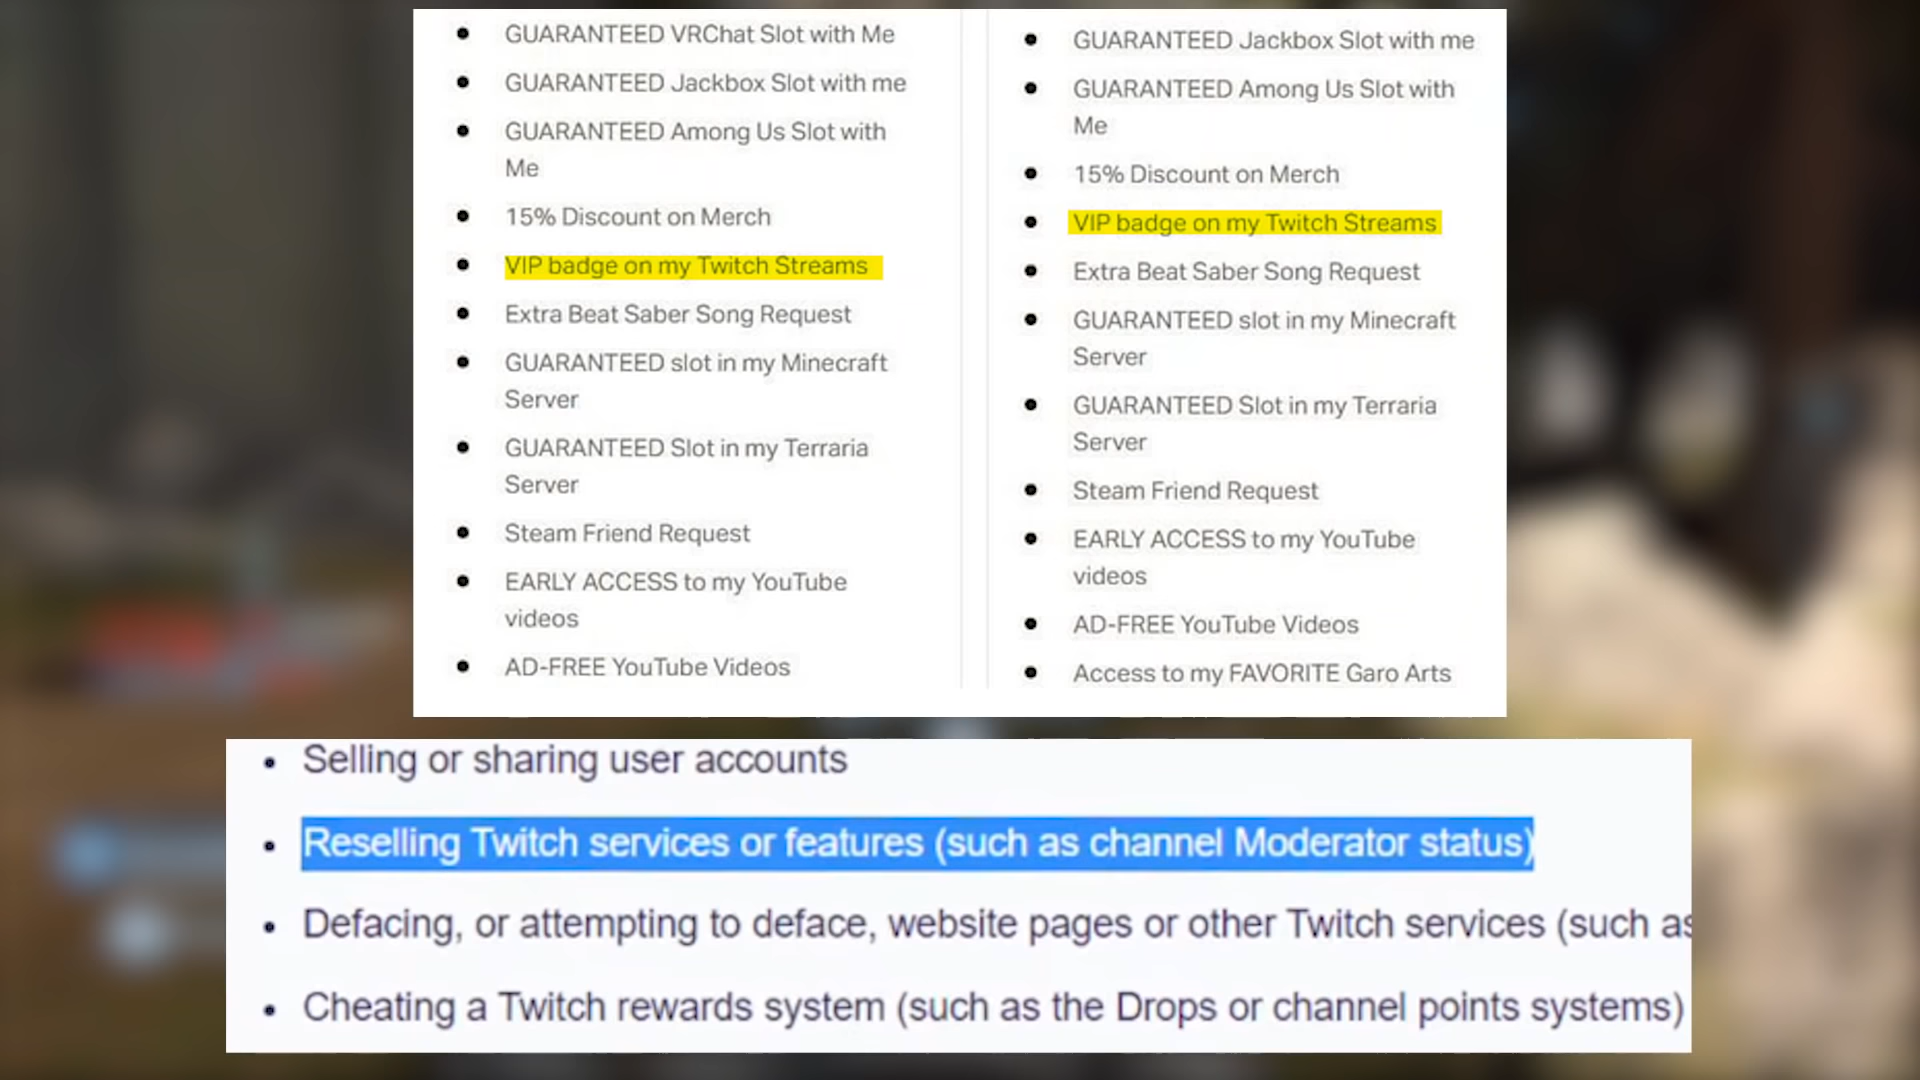 GUARANTEED VRChat Slot with Me
GUARANTEED Jackbox Slot with me
GUARANTEED Among Us Slot with
Me
15% Discount on Merch
VIP badge on my Twitch Streams
Extra Beat Saber Song Request
GUARANTEED slot in my Minecraft
Server
GUARANTEED Slot in my Terraria
Server
Steam Friend Request
EARLY ACCESS to my YouTube
videos
AD-FREE YouTube Videos
GUARANTEED Jackbox Slot with me
GUARANTEED Among Us Slot with
Me
15% Discount on Merch
VIP badge on my Twitch Streams
Extra Beat Saber Song Request
GUARANTEED slot in my Minecraft
Server
GUARANTEED Slot in my Terraria
Server
Steam Friend Request
EARLY ACCESS to my YouTube
videos
AD-FREE YouTube Videos
Access to my FAVORITE Garo Arts
Selling or sharing user accounts
Reselling Twitch services or features (such as channel Moderator status)
Defacing, or attempting to deface, website pages or other Twitch services (such as
Cheating a Twitch rewards system (such as the Drops or channel points systems)